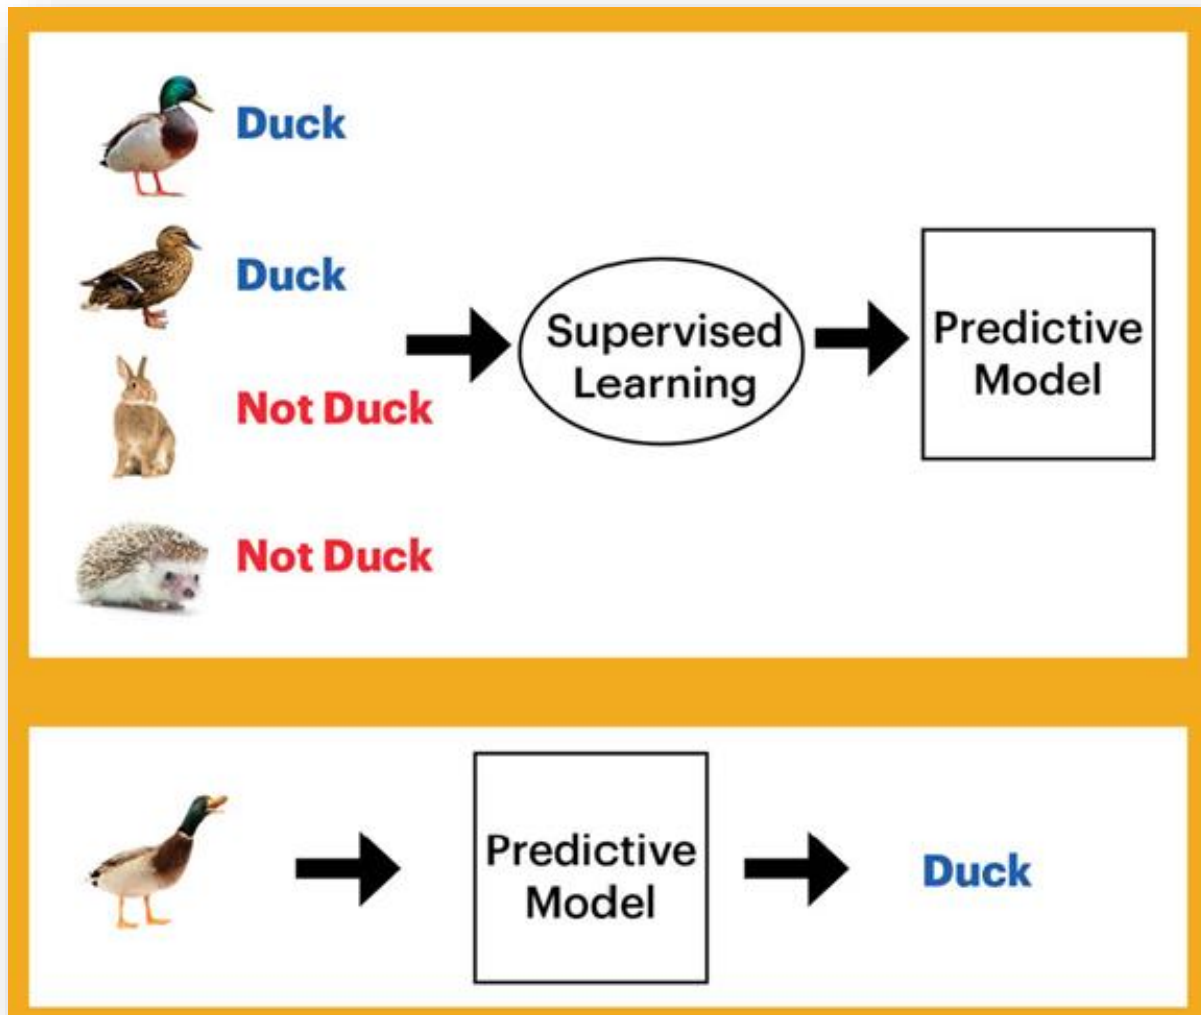 Duck
Duck
Not Duck
Not Duck
Supervised
Learning
Predictive
Model
Predictive
Model
Duck